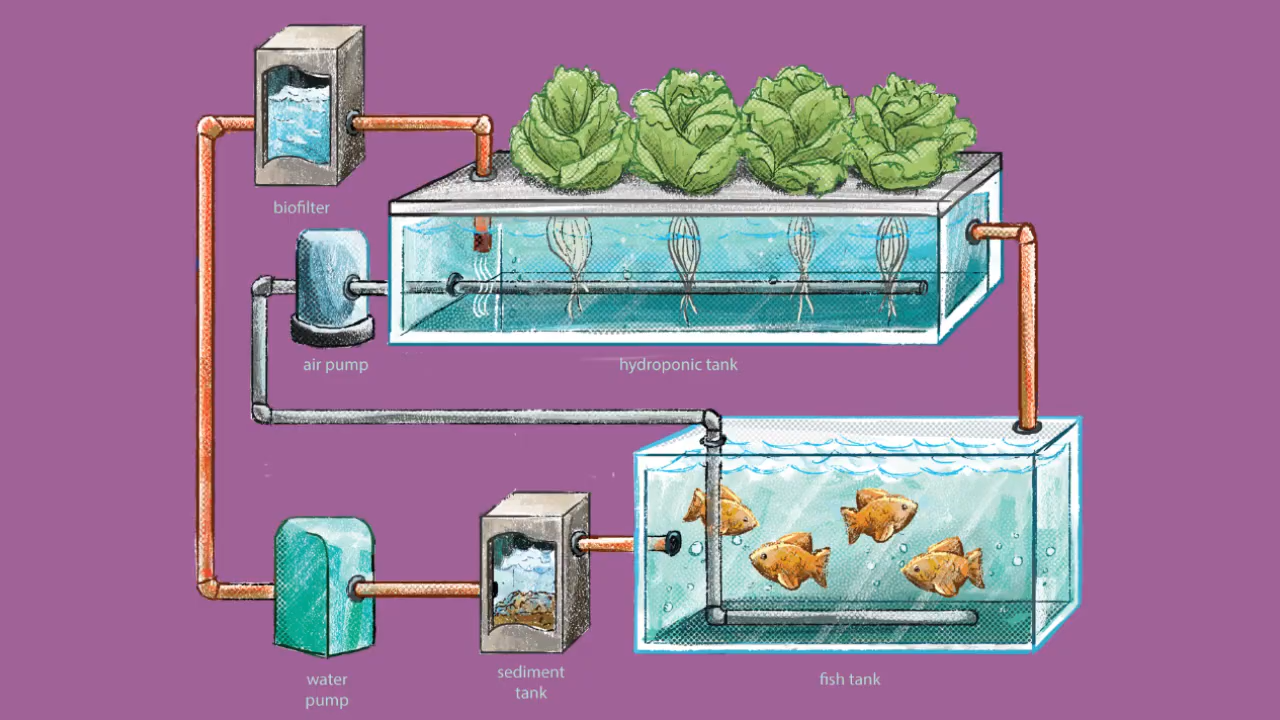 biofilter
air pump
hydroponic tank
water
pump
sediment
tank
fish tank